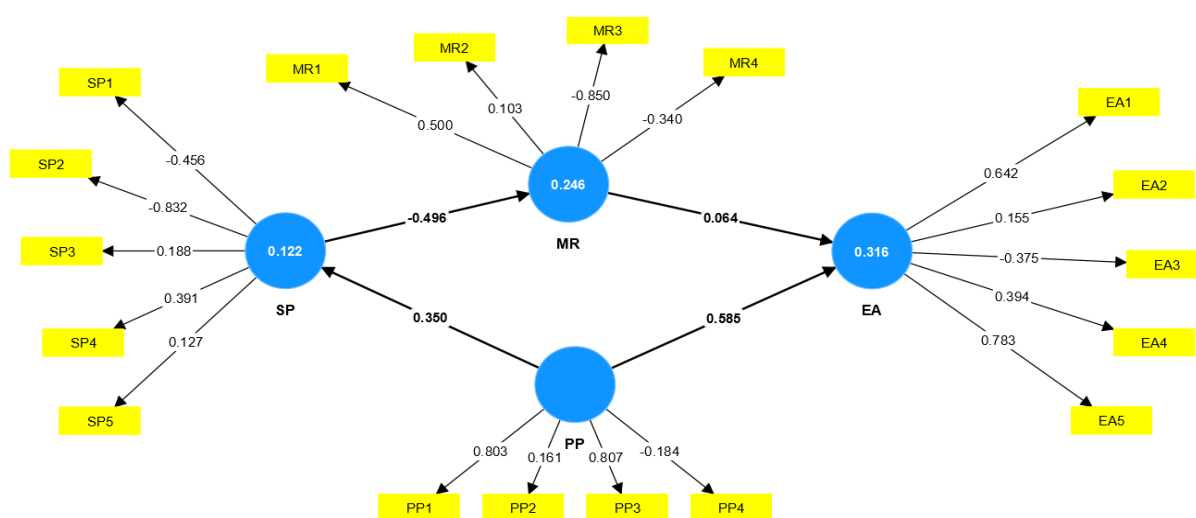 MR3
MR2
MR4
MR1
SP1
EA1
-0.850
0.103
-0.340
0.500
SP2
-0.456
0.642
EA2
0.246
-0.832
0.155
-0.496
0.064
MR
SP3
0.188
0.122
0.316
-0.375
EA3
0.391
SP
EA
0.394
0.350
0.585
SP4
0.127
0.783
EA4
SP5
EA5
PP
0.803
0.161
0.807
-0.184
PP1
PP2
PP3
PP4